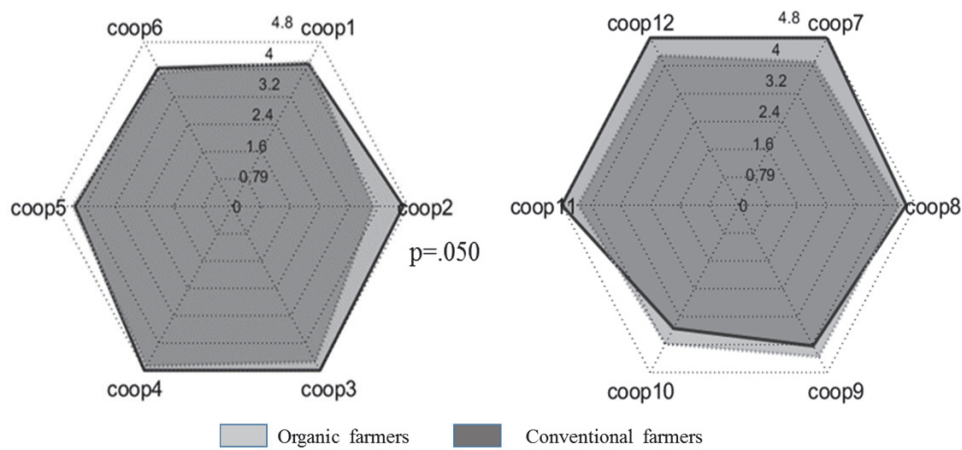 coop6
4.8
coop1
4
3.2
2.4
1.6
0,79
0
coop5
coop2
p=.050
coop4
coop3
coop12
4.8
coop7
4
3.2
2.4
1.6
0,79
0
coop11
coop8
coop10
coop9
Organic farmers
Conventional farmers